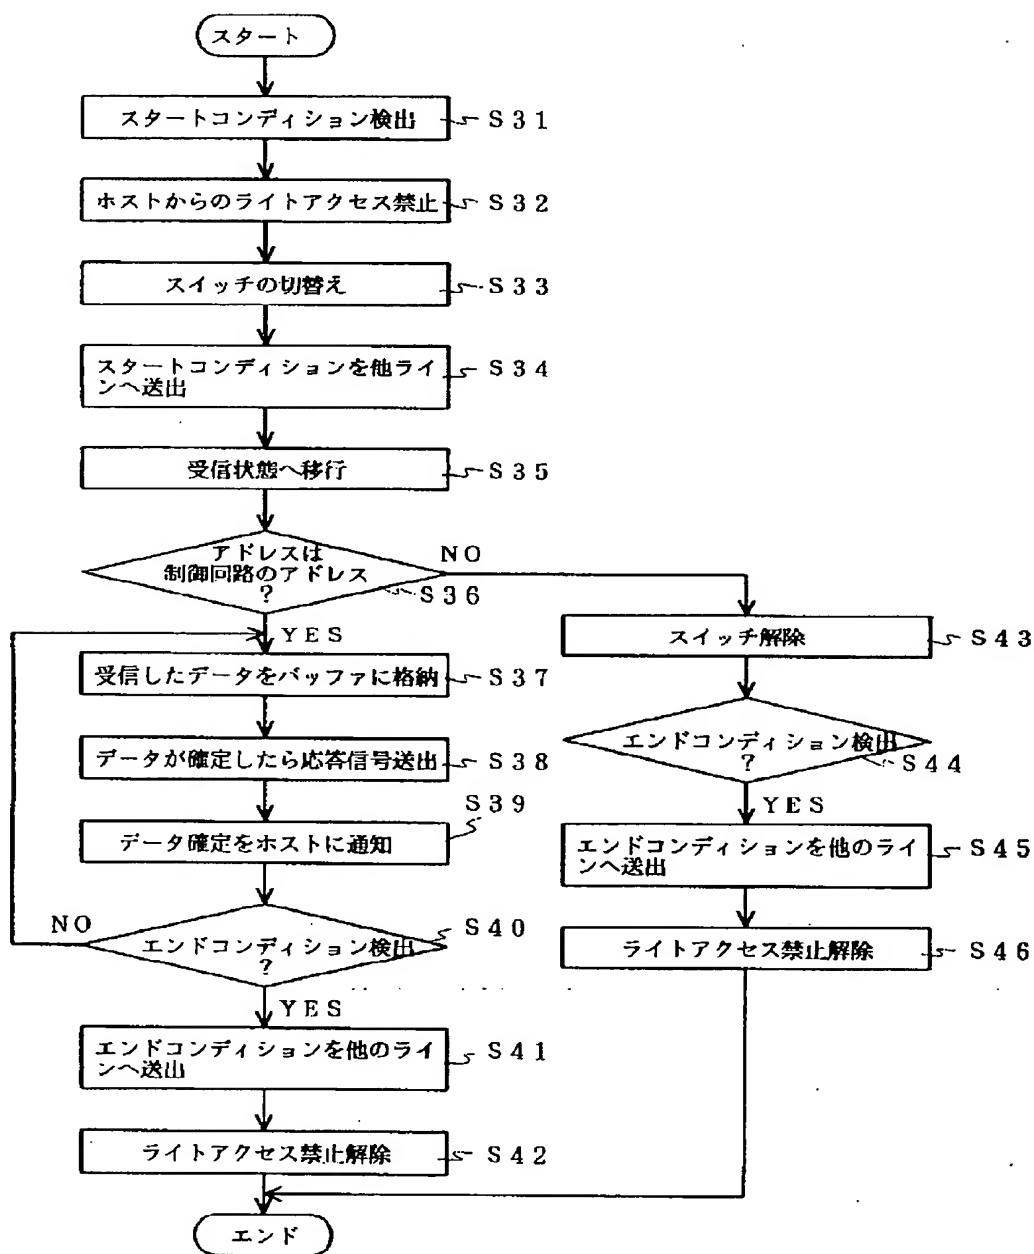 スタート
スタートコンディション検出
S31
ホストからのライトアクセス禁止
S32
スイッチの切替え
S33
スタートコンディションを他ライ
ンへ送出
S34
受信状態へ移行
S35
アドレスは
制御回路のアドレス
?
S36
NO
YES
受信したデータをバッファに格納
S37
データが確定したら応答信号送出
S38
データ確定をホストに通知
S39
エンドコンディション検出
?
S40
NO
YES
エンドコンディションを他のライ
ンへ送出
S41
ライトアクセス禁止解除
S42
スイッチ解除
S43
エンドコンディション検出
?
S44
YES
エンドコンディションを他のライ
ンへ送出
S45
ライトアクセス禁止解除
S46
エンド